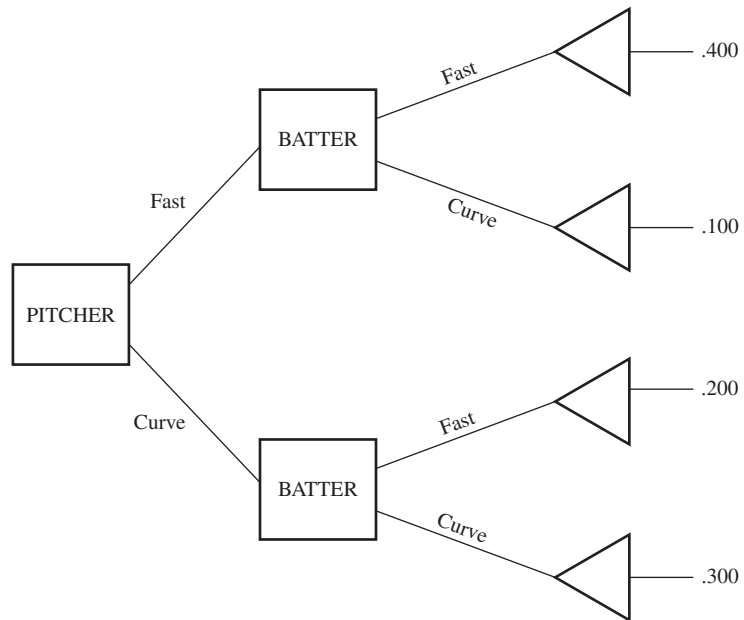 Fast
.400
BATTER
Curve
.100
Fast
PITCHER
Curve
Fast
.200
BATTER
Curve
.300